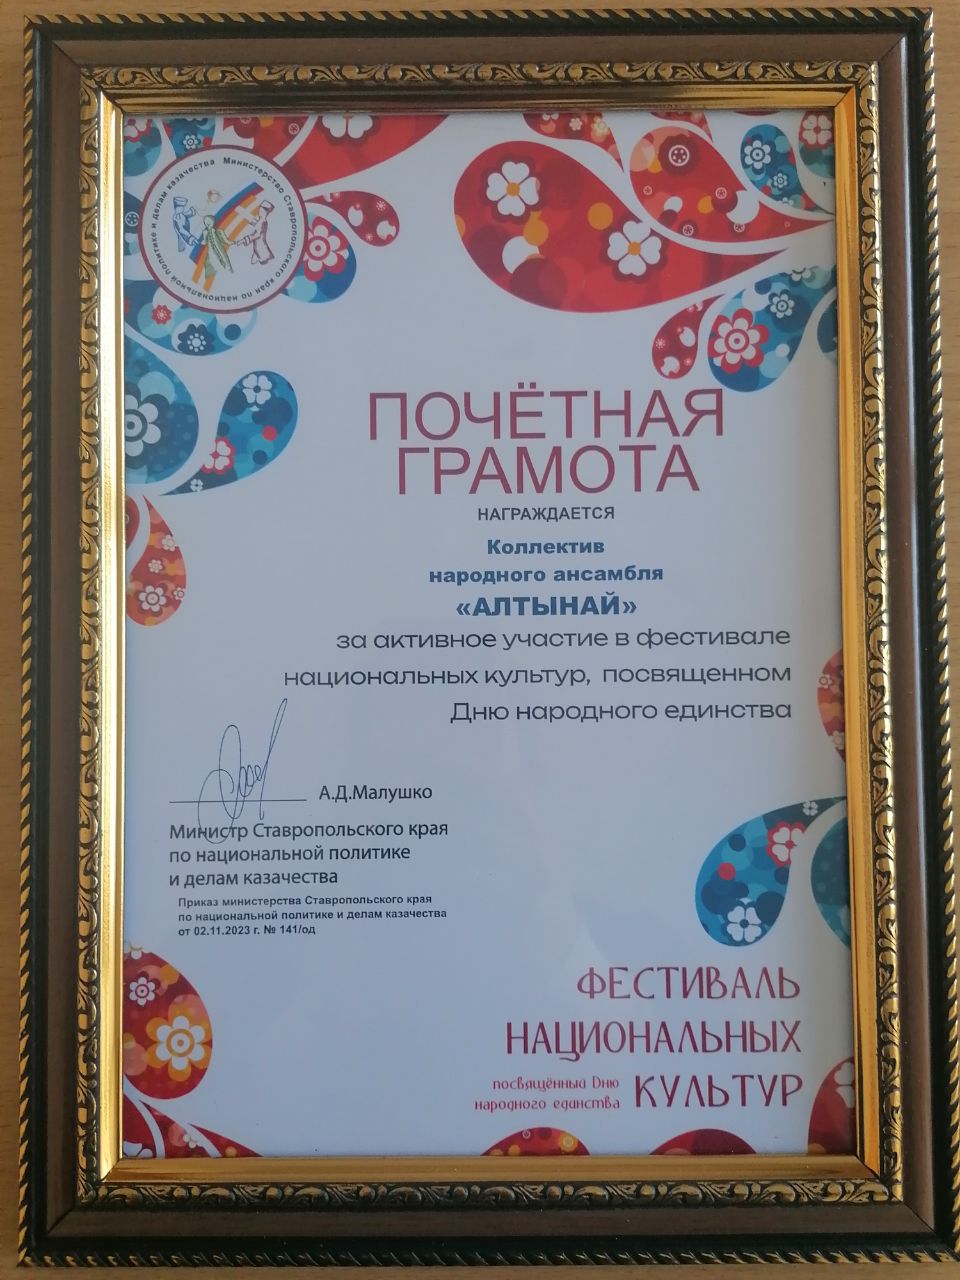 Министерство Ставропольского края по национальной политике и делам казачества
ПОЧЁТНАЯ
ГРАМОТА
НАГРАЖДАЕТСЯ
Коллектив
народного ансамбля
«АЛТЫНАЙ»
за активное участие в фестивале
национальных культур, посвященном
Дню народного единства
А.Д.Малушко
Министр Ставропольского края
по национальной политике
и делам казачества
Приказ министерства Ставропольского края
по национальной политике и делам казачества
от 02.11.2023 г. № 141/од
ФЕСТИВАЛЬ
НАЦИОНАЛЬНЫХ
посвящённый Дню
народного единства
КУЛЬТУР